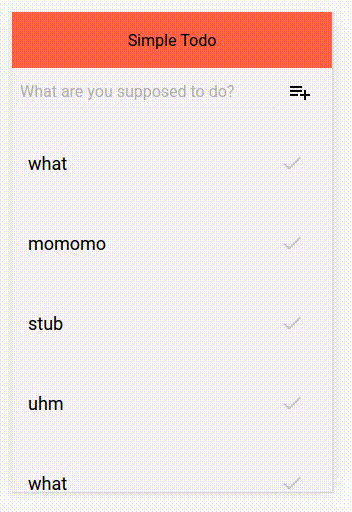 Simple Todo
What are you supposed to do?
what
momomo
stub
uhm
what